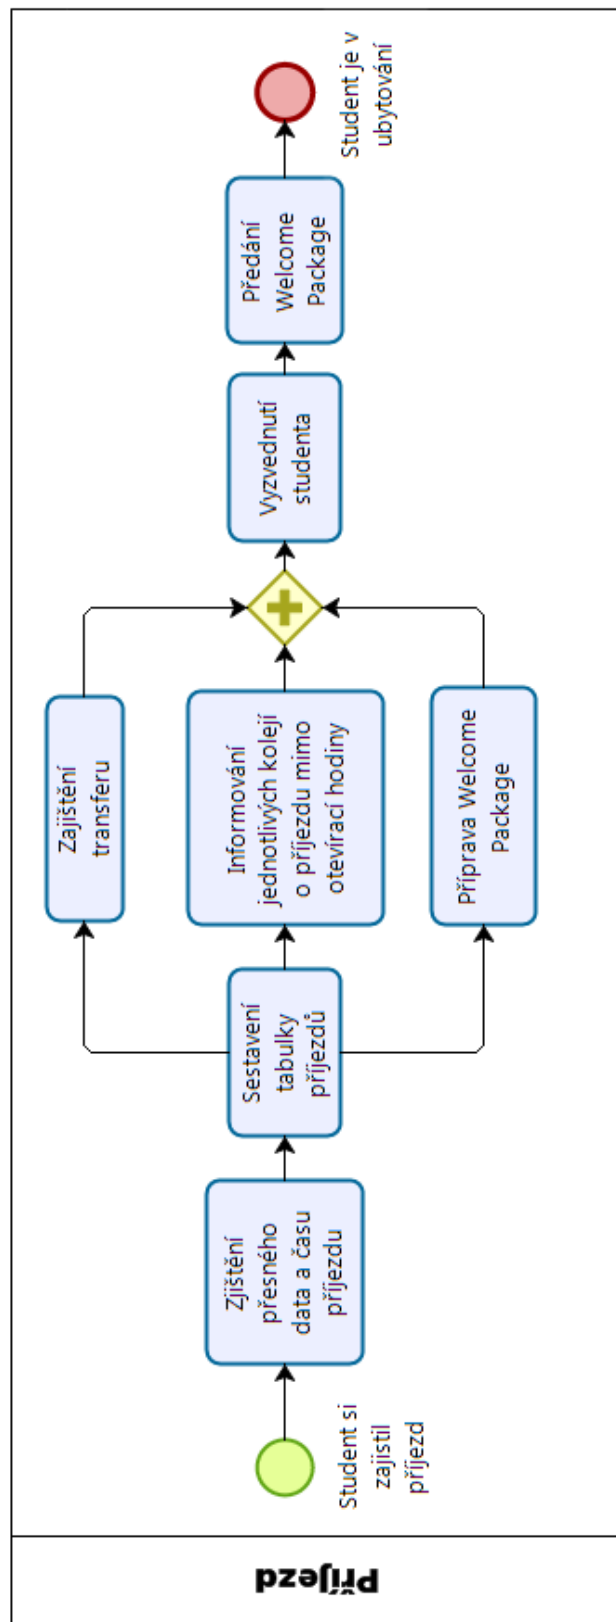 Příjezd
Student si
zajistil
příjezd
Zjištění
přesného
data a času
příjezdu
Sestavení
tabulky
příjezdů
Zajištění
transferu
Informování
jednotlivých kolejí
o příjezdu mimo
otevírací hodiny
Příprava Welcome
Package
Vyzvednutí
studenta
Předání
Welcome
Package
Student je v
ubytování